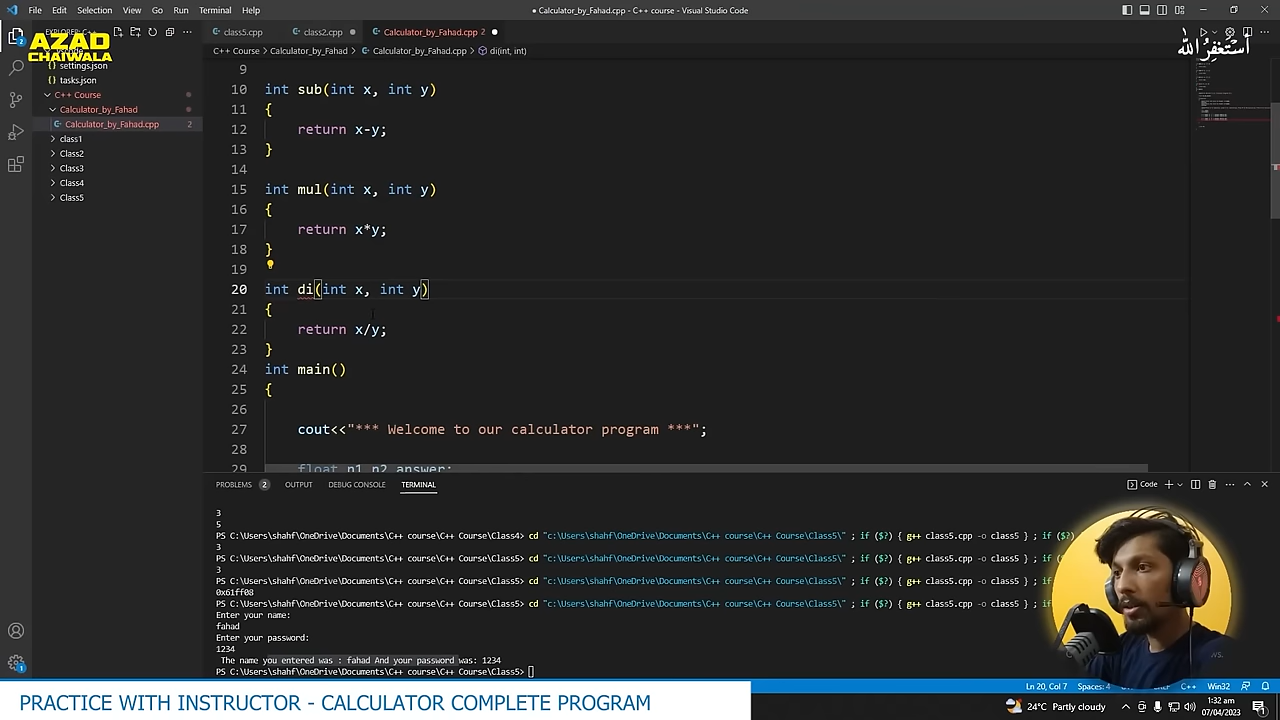 File Edit Selection View Go Run Terminal Help
● Calculator_by_Fahad.cpp - C++ course - Visual Studio Code
EXPLORER: C++
AZAD
CHAIWALA
settings.json
tasks.json
C++ Course
Calculator_by_Fahad
Calculator_by_Fahad.cpp 2
class1
Class2
Class3
Class4
Class5
class5.cpp class2.cpp Calculator_by_Fahad.cpp 2
أستغفر الله
C++ Course > Calculator_by_Fahad > Calculator_by_Fahad.cpp > di(int, int)
9
10 int sub(int x, int y)
11 {
12 return x-y;
13 }
14
15 int mul(int x, int y)
16 {
17 return x*y;
18 }
19
20 int di(int x, int y)
21 {
22 return x/y;
23 }
24 int main()
25 {
26
27 cout<<"*** Welcome to our calculator program ***";
28
29 float n1,n2,answer;
PROBLEMS 2 OUTPUT DEBUG CONSOLE TERMINAL
Code
3
5
PS C:\Users\shahf\OneDrive\Documents\C++ course\C++ Course\Class4> cd "c:\Users\shahf\OneDrive\Documents\C++ course\C++ Course\Class5\" ; if ($?) { g++ class5.cpp -o class5 } ; if ($?)
3
PS C:\Users\shahf\OneDrive\Documents\C++ course\C++ Course\Class5> cd "c:\Users\shahf\OneDrive\Documents\C++ course\C++ Course\Class5\" ; if ($?) { g++ class5.cpp -o class5 } ; if
3
PS C:\Users\shahf\OneDrive\Documents\C++ course\C++ Course\Class5> cd "c:\Users\shahf\OneDrive\Documents\C++ course\C++ Course\Class5\" ; if ($?) { g++ class5.cpp -o class5 } ; if
0x61ff08
PS C:\Users\shahf\OneDrive\Documents\C++ course\C++ Course\Class5> cd "c:\Users\shahf\OneDrive\Documents\C++ course\C++ Course\Class5\" ; if ($?) { g++ class5.cpp -o class5 } ; if
Enter your name:
fahad
Enter your password:
1234
The name you entered was : fahad And your password was: 1234
PS C:\Users\shahf\OneDrive\Documents\C++ course\C++ Course\Class5>
Ln 20, Col 7 Spaces: 4 C++ Win32
PRACTICE WITH INSTRUCTOR - CALCULATOR COMPLETE PROGRAM
24°C Partly cloudy
1:32 am
07/04/2023